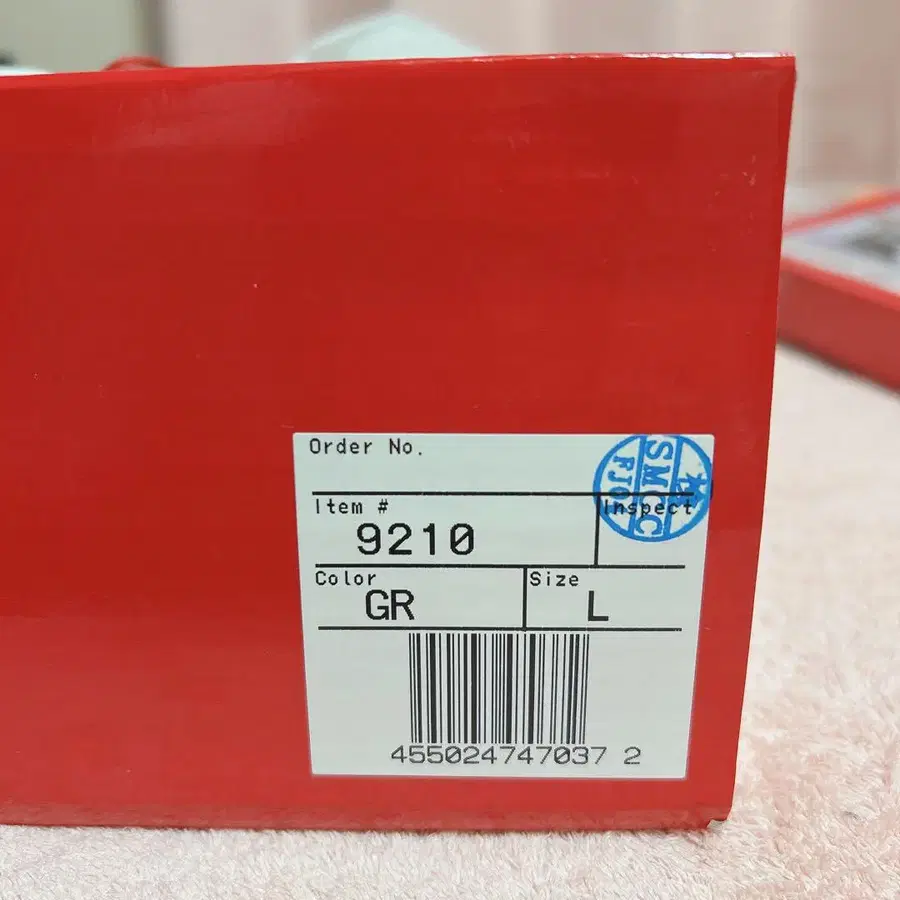 Order No.
Item #
Inspect
9210
Color
Size
GR
L
455024747037 2
SMCC